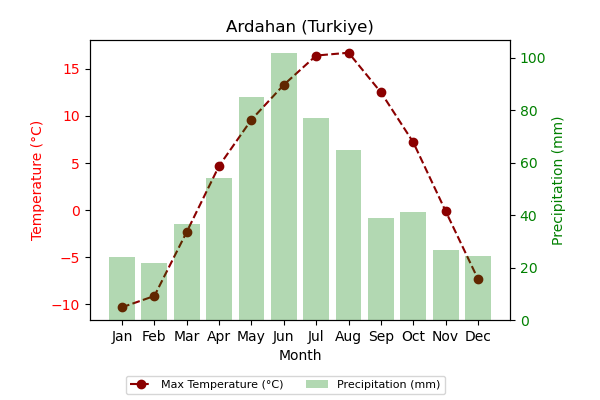 Ardahan (Turkiye)
15
10
5
0
−5
−10
Temperature (°C)
100
80
60
40
20
0
Precipitation (mm)
Jan Feb Mar Apr May Jun Jul Aug Sep Oct Nov Dec
Month
Max Temperature (°C) Precipitation (mm)